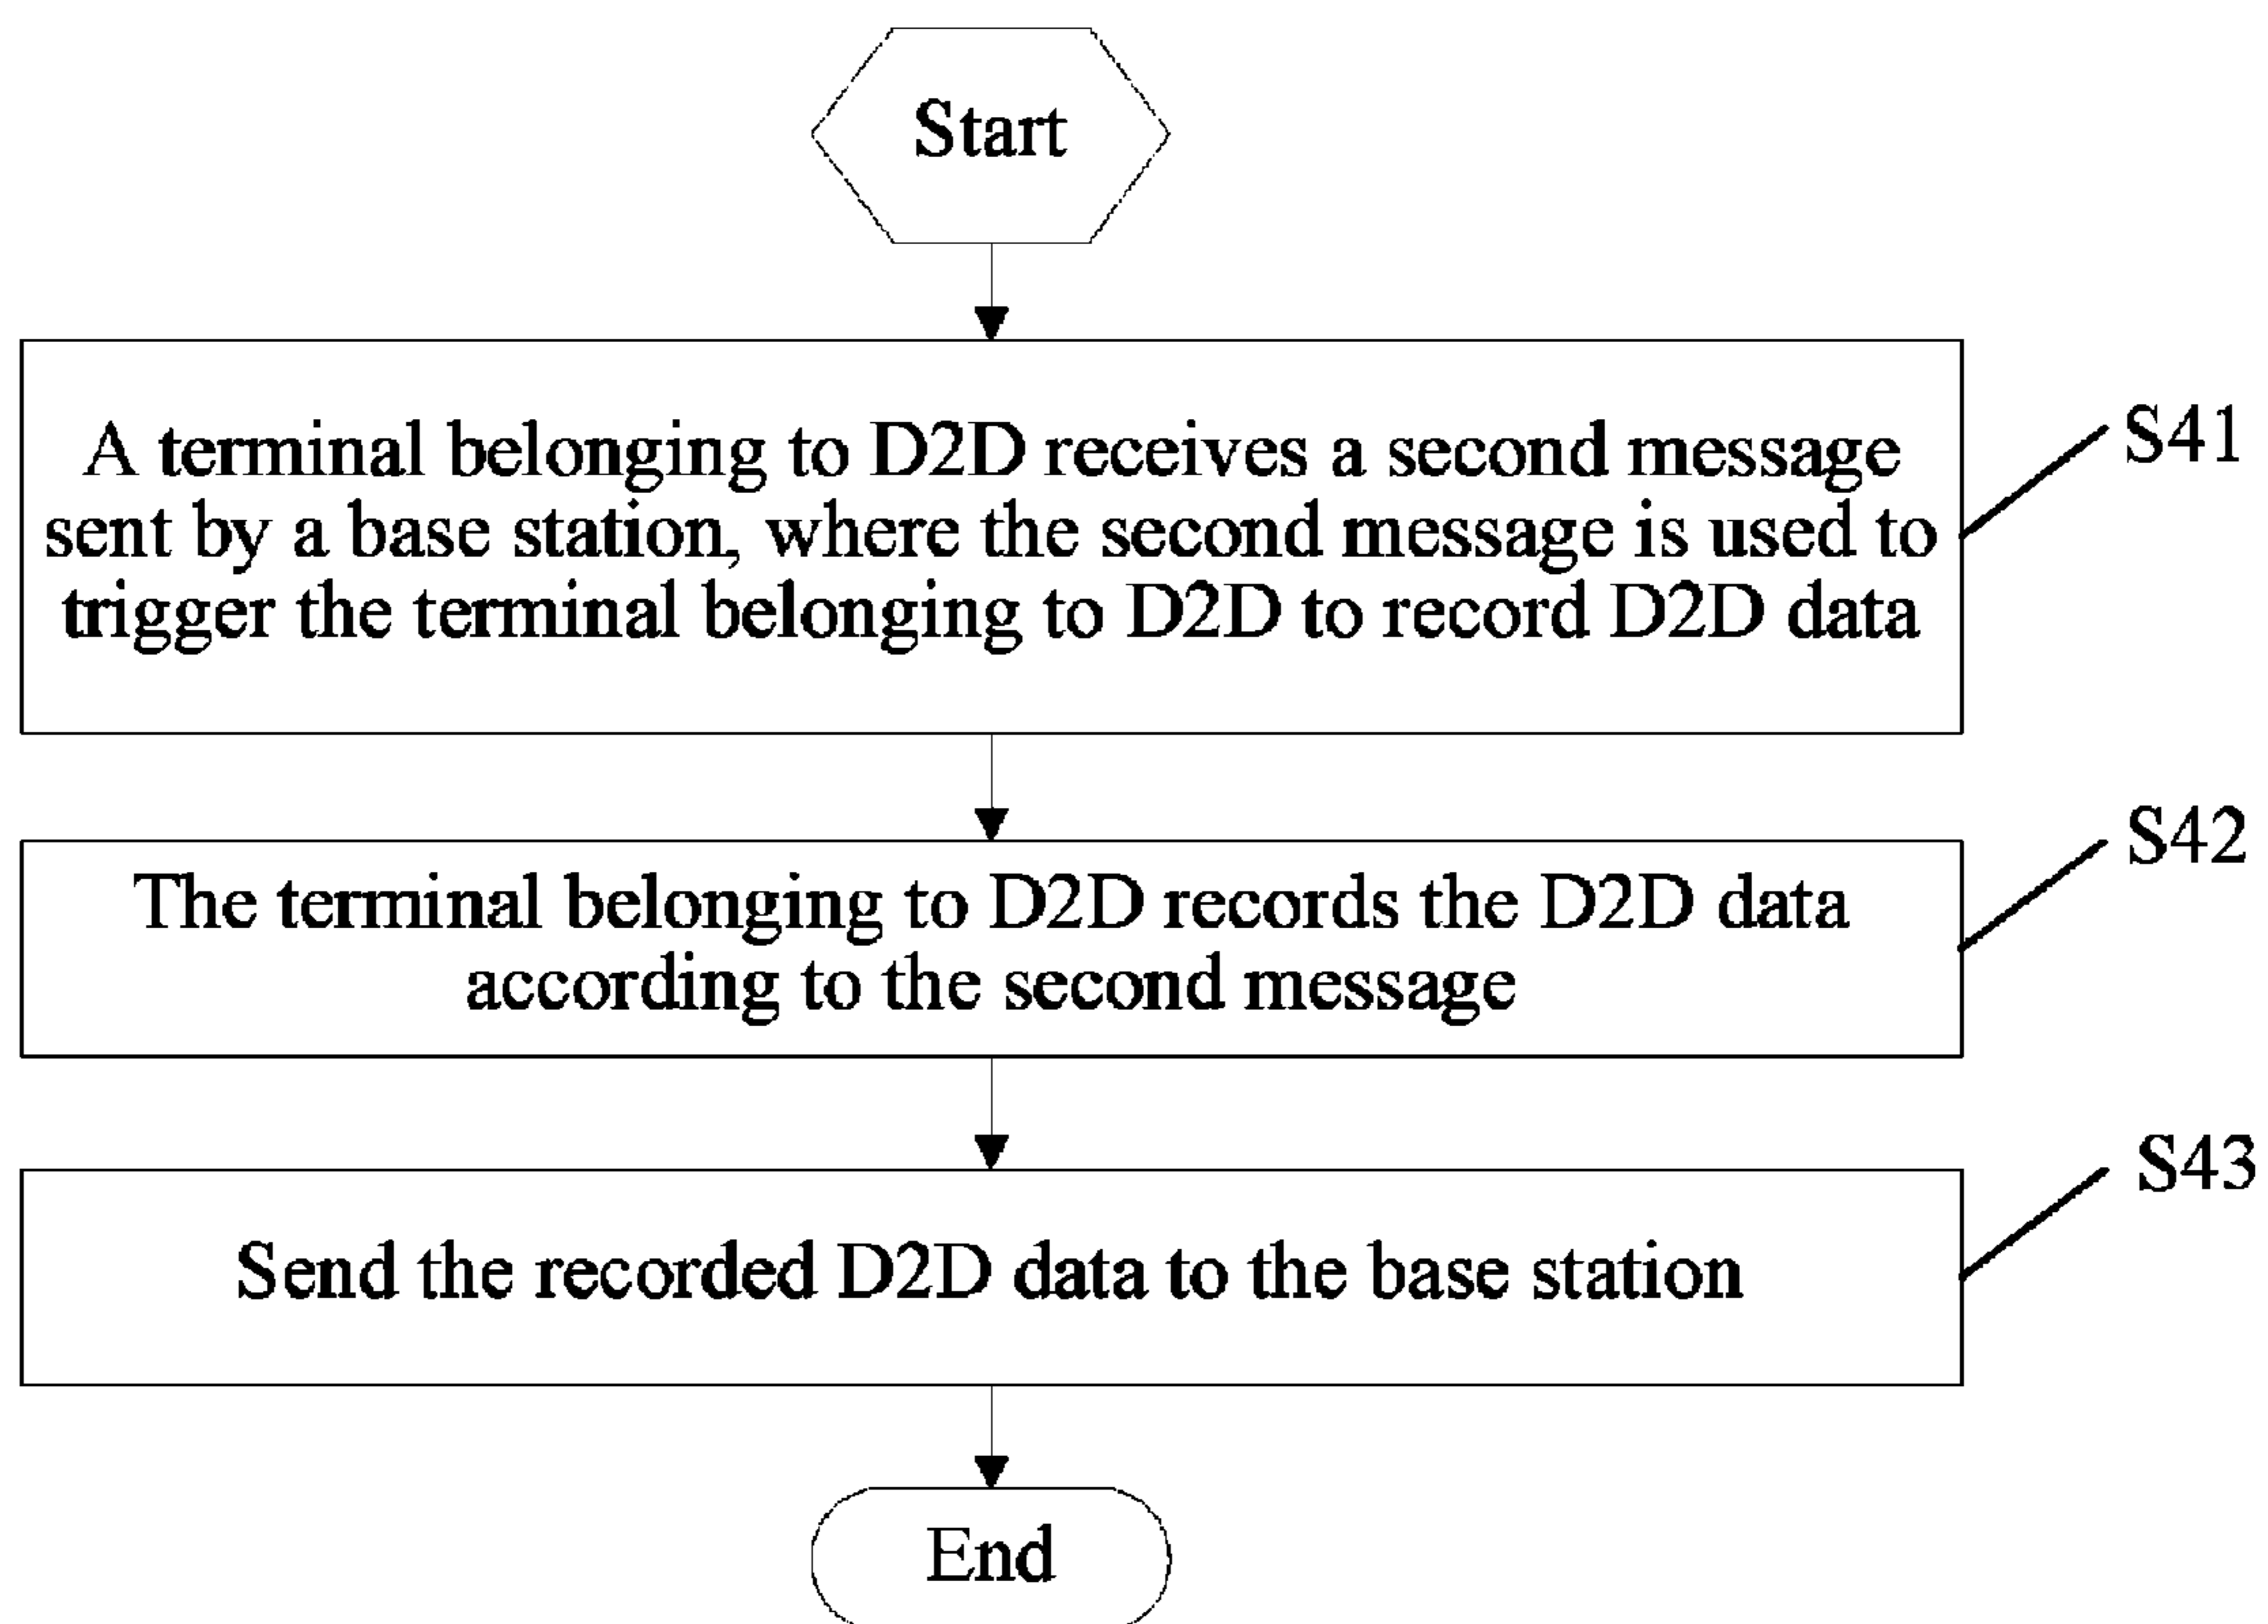 Start
A terminal belonging to D2D receives a second message
sent by a base station, where the second message is used to
trigger the terminal belonging to D2D to record D2D data
S41
The terminal belonging to D2D records the D2D data
according to the second message
S42
Send the recorded D2D data to the base station
S43
End